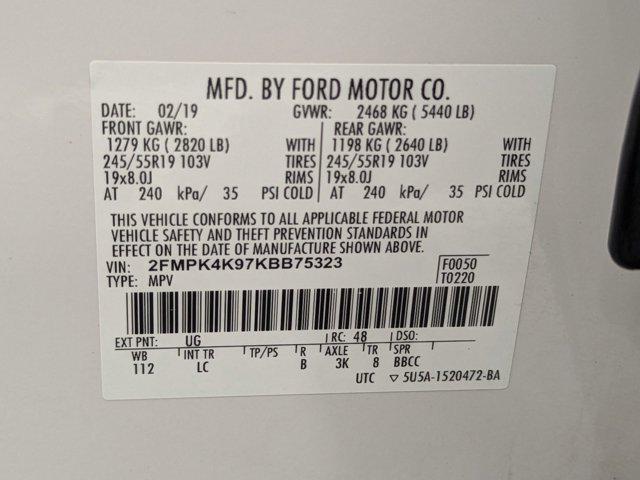 MFD. BY FORD MOTOR CO.
DATE: 02/19 GVWR: 2468 KG ( 5440 LB)
FRONT GAWR: REAR GAWR:
1279 KG ( 2820 LB) WITH 1198 KG ( 2640 LB) WITH
245/55R19 103V TIRES 245/55R19 103V TIRES
19x8.0J RIMS 19x8.0J RIMS
AT 240 kPa/ 35 PSI COLD AT 240 kPa/ 35 PSI COLD
THIS VEHICLE CONFORMS TO ALL APPLICABLE FEDERAL MOTOR
VEHICLE SAFETY AND THEFT PREVENTION STANDARDS IN
EFFECT ON THE DATE OF MANUFACTURE SHOWN ABOVE.
VIN: 2FMPK4K97KBB75323 F0050
TYPE: MPV T0220
EXT PNT: UG RC: 48 DSO:
WB INT TR TP/PS R AXLE TR SPR
112 LC B 3K 8 BBCC
UTC ▽ 5U5A-1520472-BA